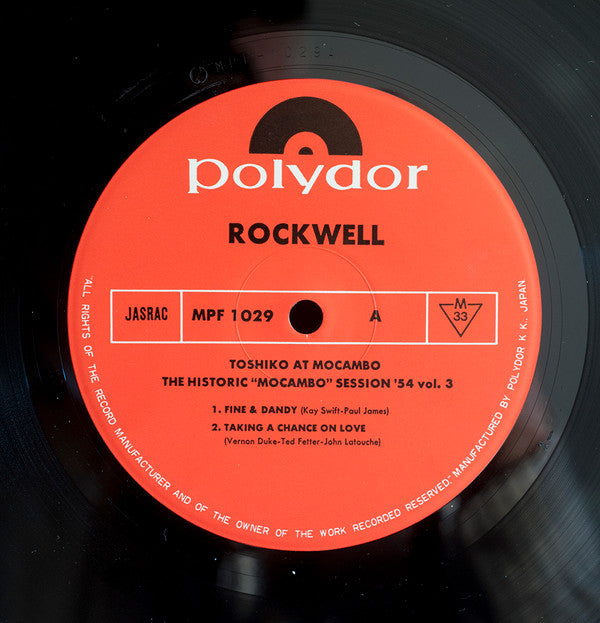 polydor
ROCKWELL
JASRAC
MPF 1029
A
M
33
TOSHIKO AT MOCAMBO
THE HISTORIC "MOCAMBO" SESSION '54 vol. 3
1. FINE & DANDY (Kay Swift-Paul James)
2. TAKING A CHANCE ON LOVE
(Vernon Duke-Ted Fetter-John Latouche)
"ALL RIGHTS OF THE RECORD MANUFACTURER AND OF THE OWNER OF THE WORK RECORDED RESERVED." MANUFACTURED BY POLYDOR K.K. JAPAN